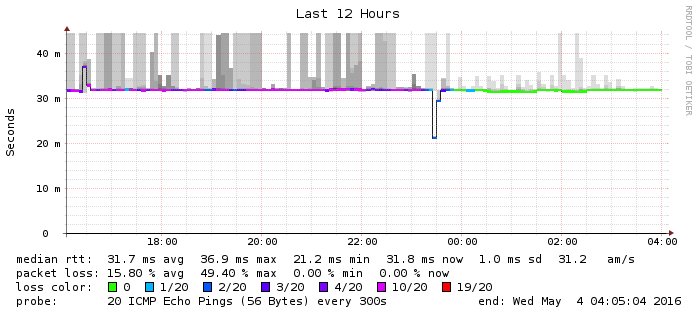 Last 12 Hours
RRDTOOL / TOBI OETIKER
Seconds
40 m
30 m
20 m
10 m
0
18:00 20:00 22:00 00:00 02:00 04:00
median rtt: 31.7 ms avg 36.9 ms max 21.2 ms min 31.8 ms now 1.0 ms sd 31.2 am/s
packet loss: 15.80 % avg 49.40 % max 0.00 % min 0.00 % now
loss color: 0 1/20 2/20 3/20 4/20 10/20 19/20
probe: 20 ICMP Echo Pings (56 Bytes) every 300s end: Wed May 4 04:05:04 2016